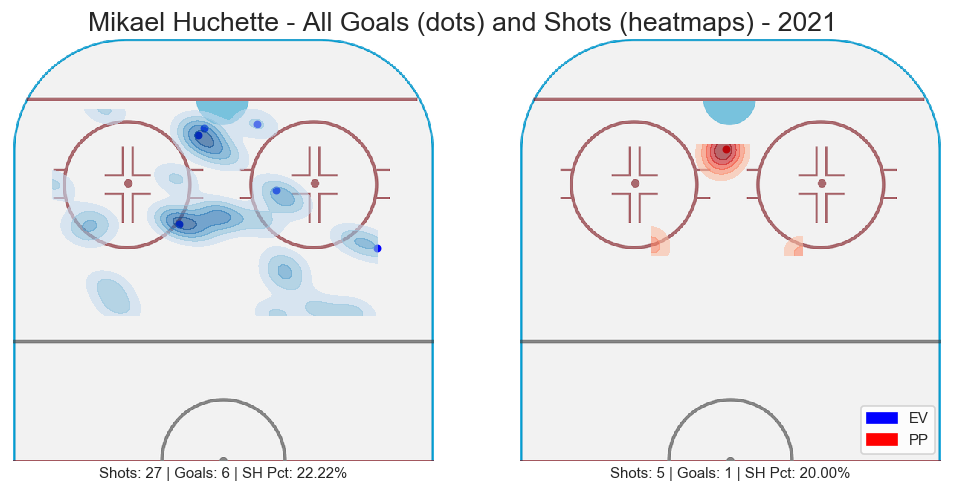 Mikael Huchette - All Goals (dots) and Shots (heatmaps) - 2021
EV
PP
Shots: 27 | Goals: 6 | SH Pct: 22.22%
Shots: 5 | Goals: 1 | SH Pct: 20.00%